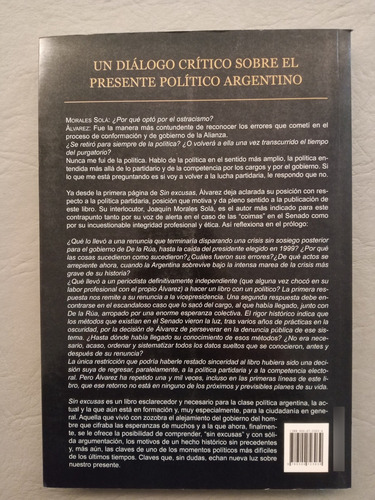 UN DIÁLOGO CRÍTICO SOBRE EL
PRESENTE POLÍTICO ARGENTINO
MORALES SOLÁ: ¿Por qué optó por el ostracismo?
ÁLVAREZ: Fue la manera más contundente de reconocer los errores que cometí en el
proceso de conformación y de gobierno de la Alianza.
¿Se retiró para siempre de la política? ¿O volverá a ella una vez transcurrido el tiempo
del purgatorio?
Nunca me fui de la política. Hablo de la política en el sentido más amplio, la política en-
tendida más allá de lo partidario y de la competencia por los cargos y por el gobierno. Si
lo que me está preguntando es si voy a volver a la lucha partidaria, le respondo que no.
Ya desde la primera página de Sin excusas, Álvarez deja aclarada su posición con res-
pecto a la política partidaria, posición que motiva y da pleno sentido a la publicación de
este libro. Su interlocutor, Joaquín Morales Solá, es el autor más indicado para este
contrapunto tanto por su voz de alerta en el caso de las “coimas” en el Senado como
por su incuestionable integridad profesional y ética. Así reflexiona en el prólogo:
¿Qué lo llevó a una renuncia que terminaría disparando una crisis sin sosiego posterior
para el gobierno de De la Rúa, hasta la caída del presidente elegido en 1999? ¿Por qué
las cosas sucedieron como sucedieron? ¿Cuáles fueron sus errores? ¿De qué actos se
arrepiente ahora, cuando la Argentina sobrevive bajo la intensa marea de la crisis más
grave de su historia?
¿Qué llevó a un periodista definitivamente independiente (que alguna vez chocó en su
labor profesional con el propio Álvarez) a hacer un libro con un político? La primera res-
puesta nos remite a su renuncia a la vicepresidencia. Una segunda respuesta debe en-
contrarse en el escandaloso caso que lo sacó del cargo, al que había llegado, junto con
De la Rúa, arropado por una enorme esperanza colectiva. El rigor histórico indica que
los métodos que existían en el Senado vieron la luz, tras varios años de prácticas en la
oscuridad, por la decisión de Álvarez de perseverar en la denuncia pública de ese sis-
tema. ¿Hasta dónde había llegado su conocimiento de esos métodos? ¿No era nece-
sario, acaso, ordenar y sistematizar todos los datos sueltos que se conocieron, antes y
después de su renuncia?
La única restricción que podría haberle restado sinceridad al libro hubiera sido una deci-
sión suya de regresar, paralelamente, a la política partidaria y a la competencia electo-
ral. Pero Álvarez ha repetido una y mil veces, incluso en las primeras líneas de este li-
bro, que ese retorno no está en ninguno de los próximos y previsibles planes de su vida.
Sin excusas es un libro esclarecedor y necesario para la clase política argentina, la ac-
tual y la que aún está en formación, y muy especialmente, para la ciudadanía en gene-
ral. Aquella que vivió con zozobra el alejamiento del gobierno del hombre
que cifraba las esperanzas de muchos y a la que ahora, finalmen-
te, se le ofrece la posibilidad de comprender, “sin excusas” y con sóli-
da argumentación, los motivos de un hecho histórico sin precedentes
y, más aún, las claves de uno de los momentos políticos más difíciles
de los últimos tiempos. Claves que, sin dudas, echan nueva luz sobre
nuestro presente.